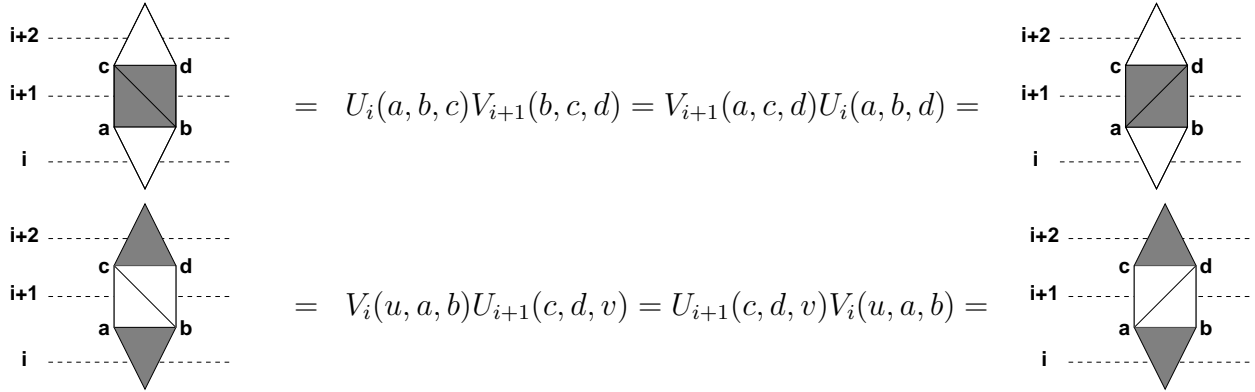 i+2 i+2
c d c d
i+1 = U_i(a, b, c)V_{i+1}(b, c, d) = V_{i+1}(a, c, d)U_i(a, b, d) = i+1
a b a b
i i
i+2 i+2
c d c d
i+1 = V_i(u, a, b)U_{i+1}(c, d, v) = U_{i+1}(c, d, v)V_i(u, a, b) = i+1
a b a b
i i